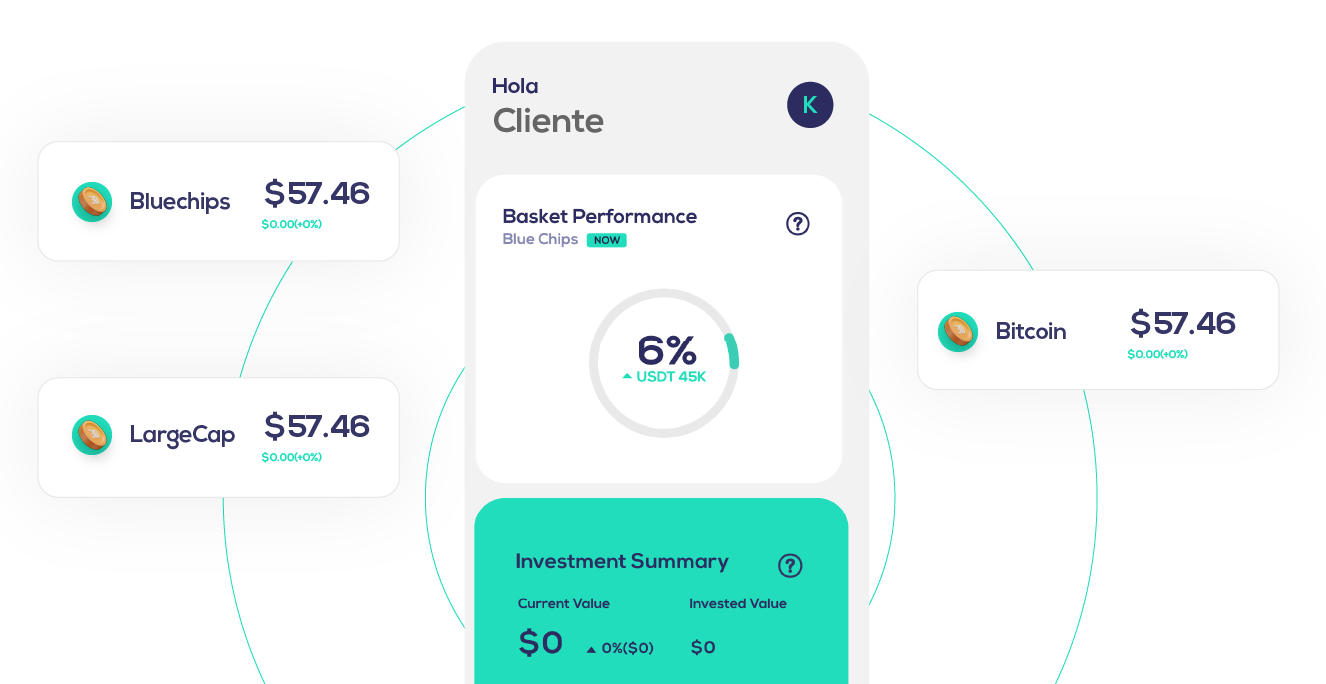 Hola
Cliente
K
Bluechips
$57.46
$0.00(+0%)
LargeCap
$57.46
$0.00(+0%)
Basket Performance
Blue Chips NOW
?
6%
USDT 45K
Investment Summary
?
Current Value
Invested Value
$0
0%($0)
$0
Bitcoin
$57.46
$0.00(+0%)